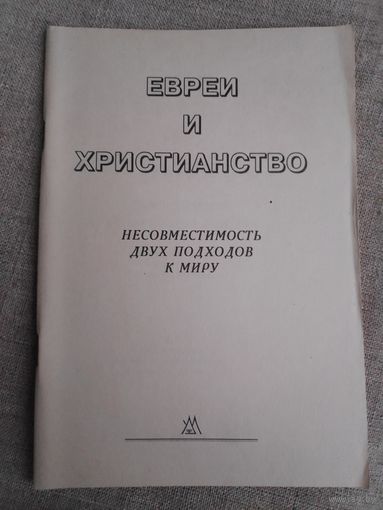 ЕВРЕИ
И
ХРИСТИАНСТВО
НЕСОВМЕСТИМОСТЬ
ДВУХ ПОДХОДОВ
К МИРУ